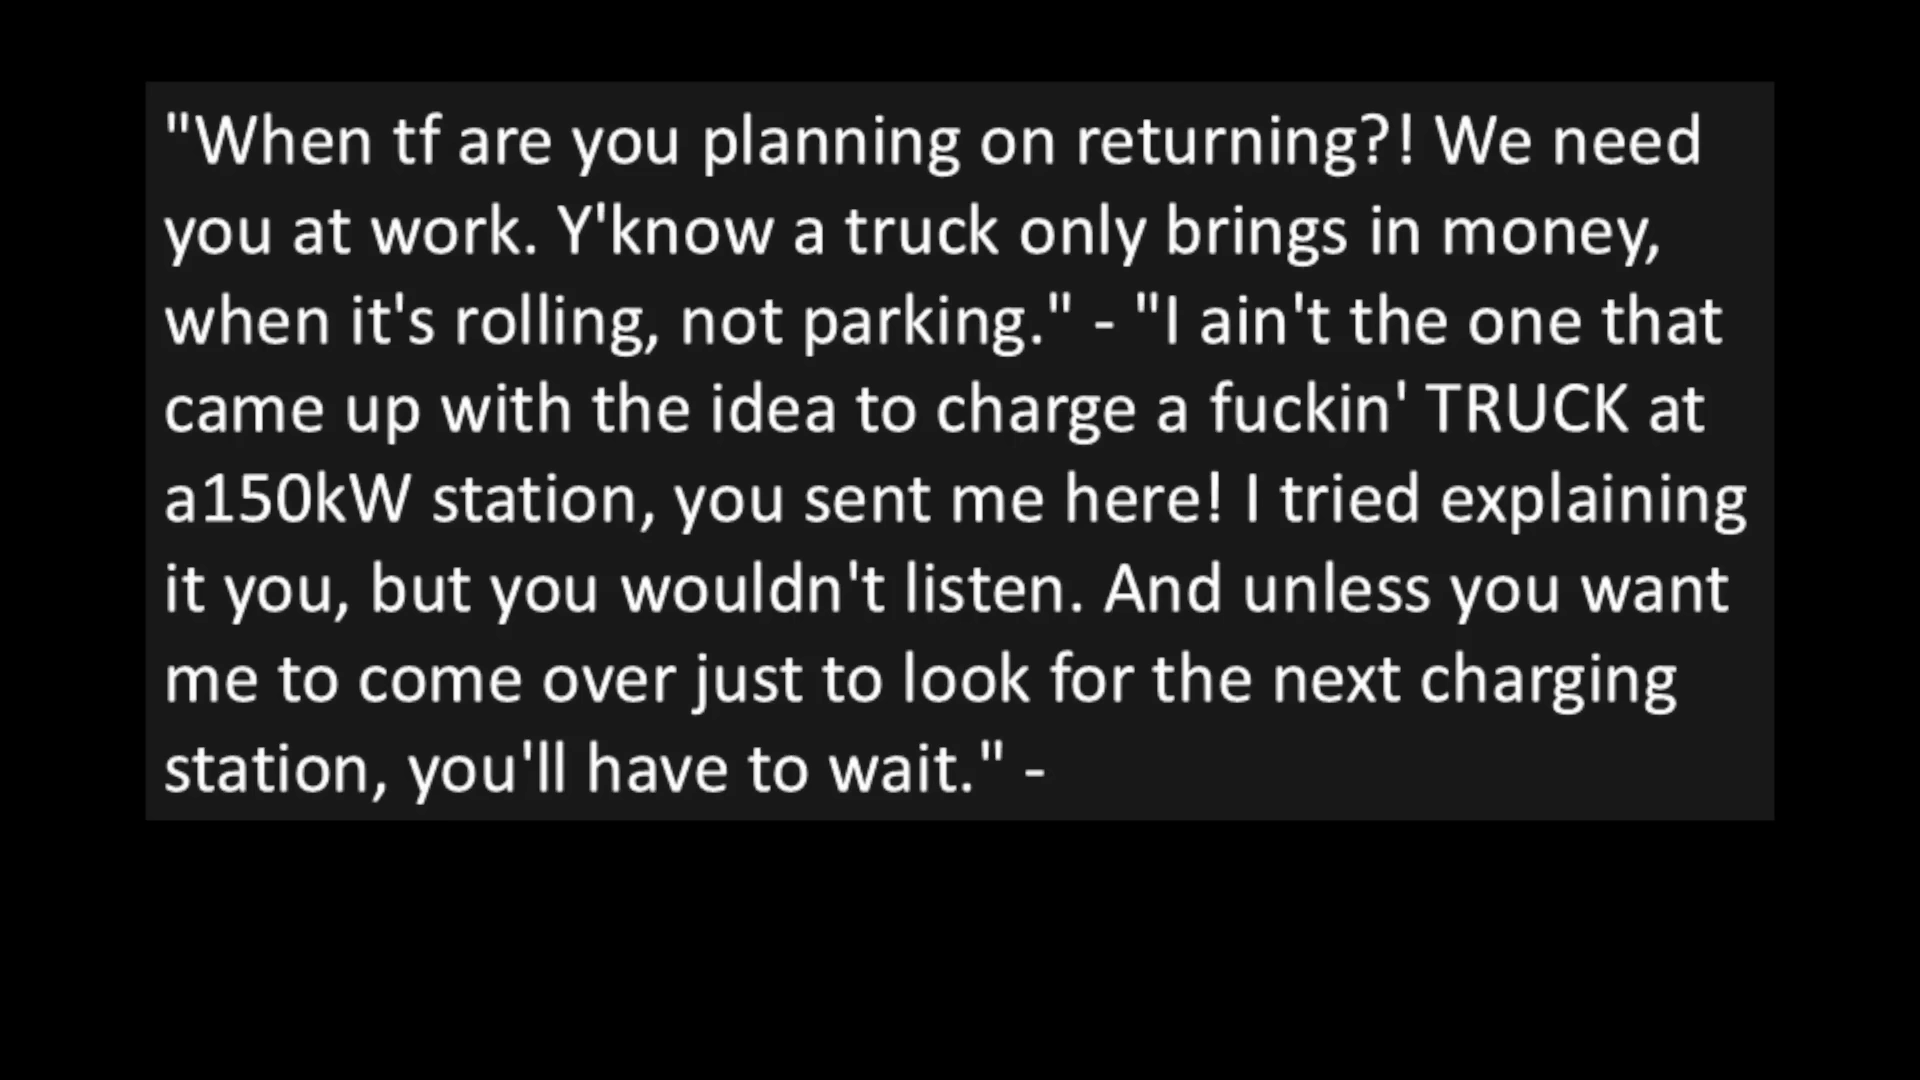 "When tf are you planning on returning?! We need
you at work. Y'know a truck only brings in money,
when it's rolling, not parking." - "I ain't the one that
came up with the idea to charge a fuckin' TRUCK at
a150kW station, you sent me here! I tried explaining
it you, but you wouldn't listen. And unless you want
me to come over just to look for the next charging
station, you'll have to wait." -